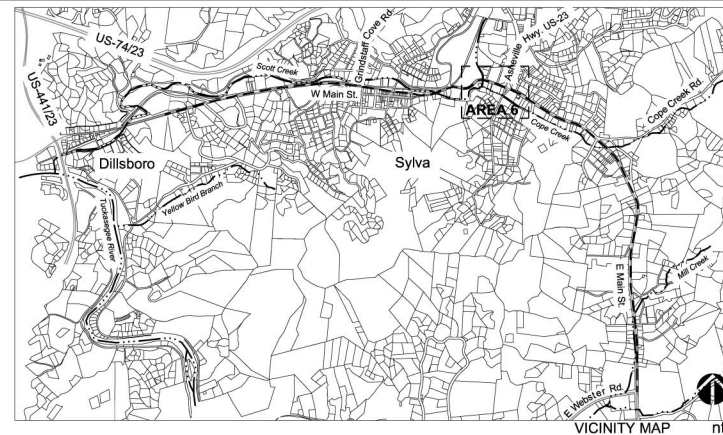 US-74/23
US-441/23
Scott Creek
Grindstaff Cove Rd.
Asheville Hwy. US-23
W Main St.
AREA 6
Cope Creek
Cope Creek Rd.
Dillsboro
Sylva
Yellow Bird Branch
Tuckasegee River
E Main St.
Mill Creek
E Webster Rd.
VICINITY MAP